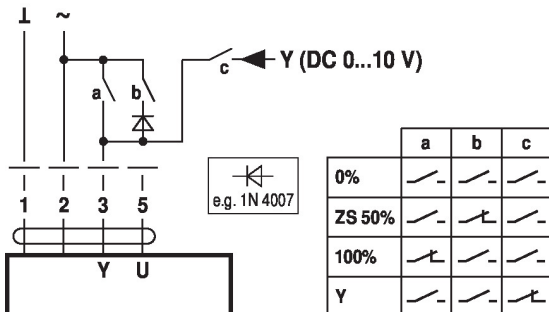 ⊥ ~
a b c Y (DC 0...10 V)
e.g. 1N 4007
1 2 3 5
Y U
a b c
0%
ZS 50%
100%
Y